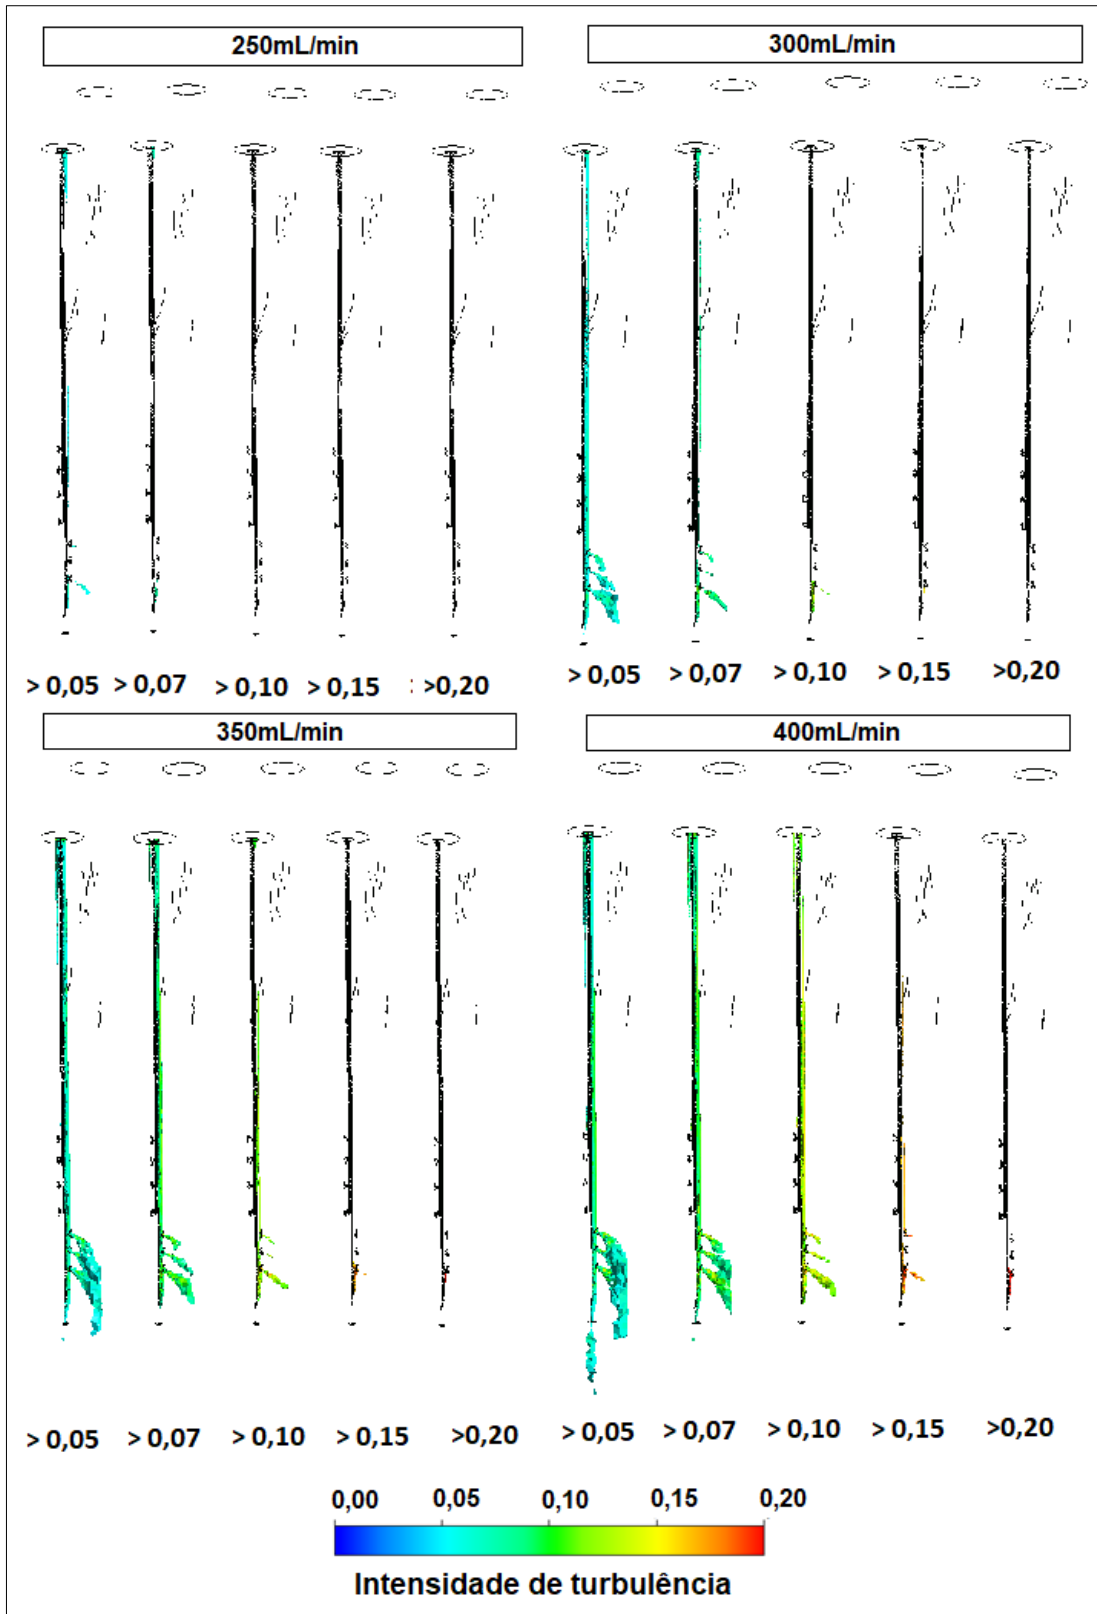 250mL/min
300mL/min
> 0,05 > 0,07 > 0,10 > 0,15 : >0,20
> 0,05 > 0,07 > 0,10 > 0,15 >0,20
350mL/min
400mL/min
> 0,05 > 0,07 > 0,10 > 0,15 >0,20
> 0,05 > 0,07 > 0,10 > 0,15 >0,20
0,00 0,05 0,10 0,15 0,20
Intensidade de turbulência